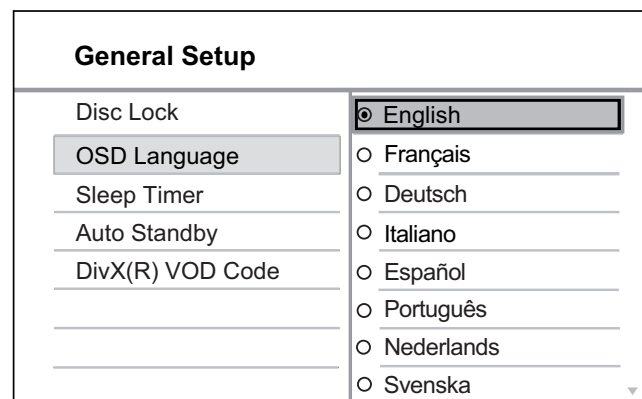 General Setup
Disc Lock
OSD Language
Sleep Timer
Auto Standby
DivX(R) VOD Code
English
Français
Deutsch
Italiano
Español
Português
Nederlands
Svenska